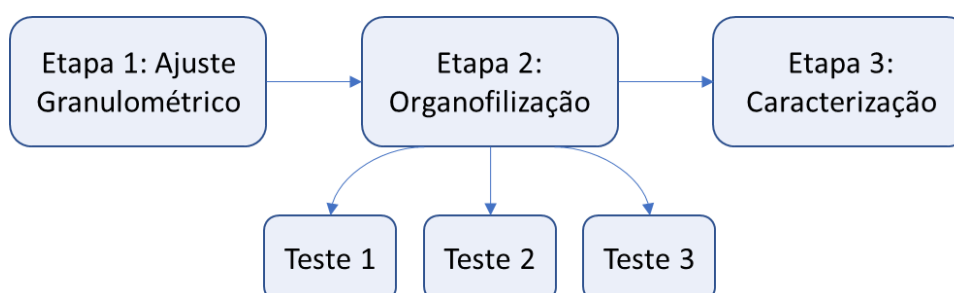 Etapa 1: Ajuste
Granulométrico
Etapa 2:
Organofilização
Etapa 3:
Caracterização
Teste 1
Teste 2
Teste 3